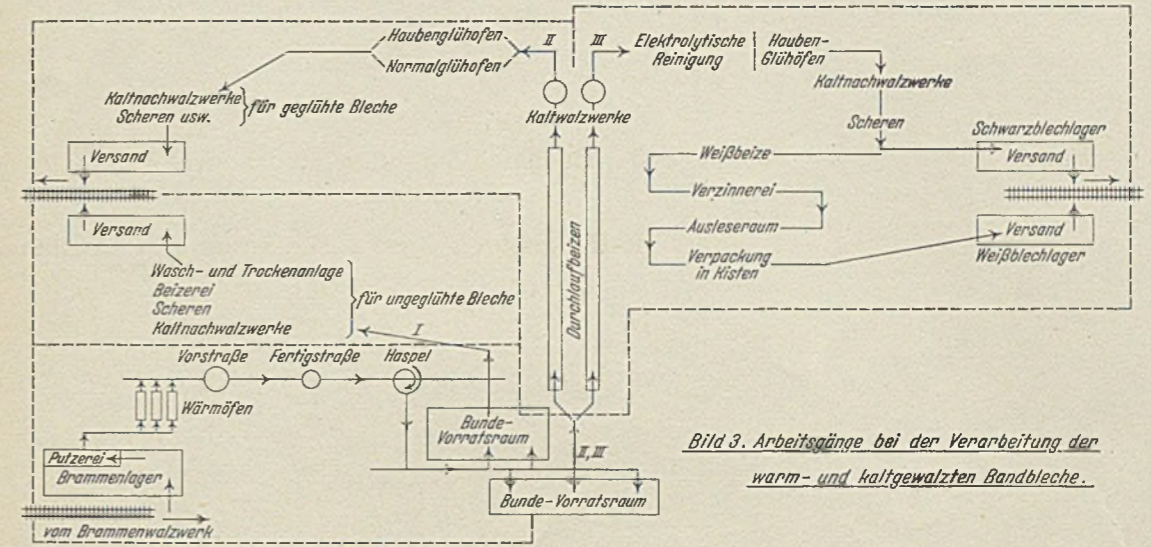 Haubenglühofen
Normalglühofen
II
III
Elektrolytische
Reinigung
Hauben-
Glühöfen
Kaltnachwalzwerke
Scheren usw.
für geglühte Bleche
Kaltwalzwerke
Kaltnachwalzwerke
Scheren
Schwarzblechlager
Versand
Versand
Weißbeize
Verzinnerei
Ausleseraum
Verpackung
in Kisten
Versand
Weißblechlager
Versand
Wasch- und Trockenanlage
Beizerei
Scheren
Kaltnachwalzwerke
für ungeglühte Bleche
I
Durchlaufbeizen
Vorstraße
Fertigstraße
Haspel
Wärmöfen
Bunde-
Vorratsraum
II, III
Putzerei
Brammenlager
Bunde-Vorratsraum
vom Brammenwalzwerk
Bild 3. Arbeitsgänge bei der Verarbeitung der
warm- und kaltgewalzten Bandbleche.